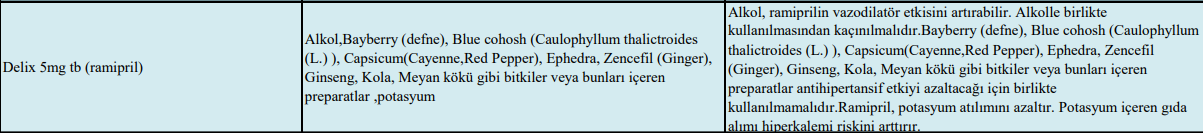 Delix 5mg tb (ramipril)
Alkol,Bayberry (defne), Blue cohosh (Caulophyllum thalictroides
(L.) ), Capsicum(Cayenne,Red Pepper), Ephedra, Zencefil (Ginger),
Ginseng, Kola, Meyan kökü gibi bitkiler veya bunları içeren
preparatlar ,potasyum
Alkol, ramiprilin vazodilatör etkisini artırabilir. Alkolle birlikte
kullanılmasından kaçınılmalıdır.Bayberry (defne), Blue cohosh (Caulophyllum
thalictroides (L.) ), Capsicum(Cayenne,Red Pepper), Ephedra, Zencefil
(Ginger), Ginseng, Kola, Meyan kökü gibi bitkiler veya bunları içeren
preparatlar antihipertansif etkiyi azaltacağı için birlikte
kullanılmamalıdır.Ramipril, potasyum atılımını azaltır. Potasyum içeren gıda
alımı hiperkalemi riskini arttırır.